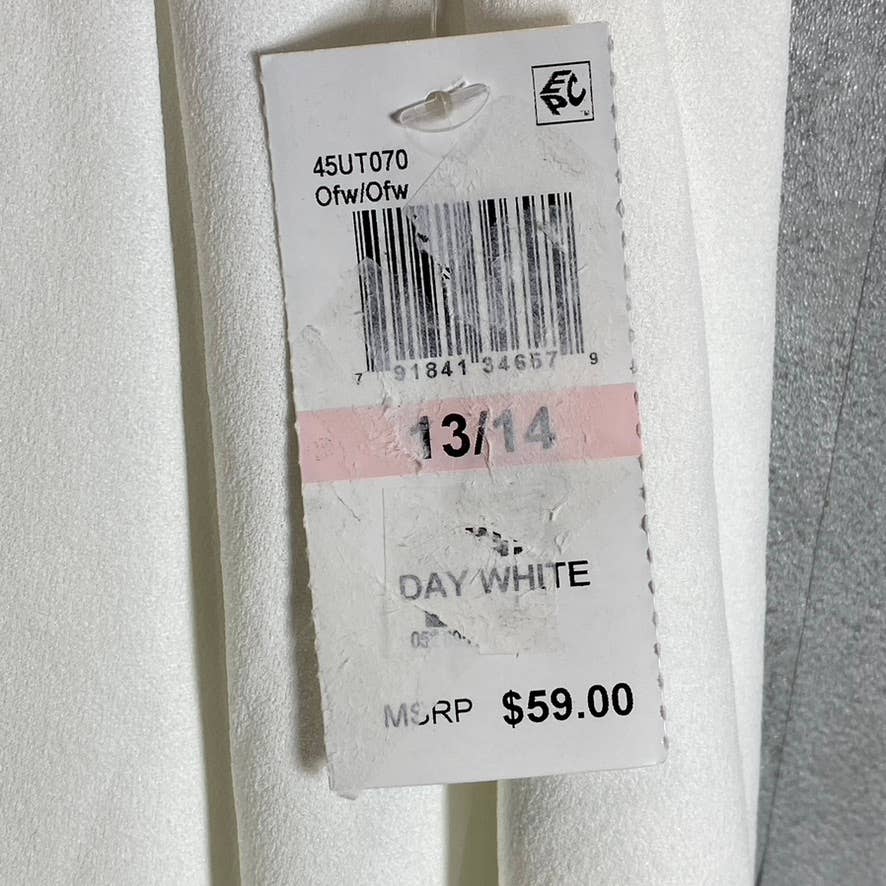 EPC
45UT070
Ofw/Ofw
7 91841 34657 9
13/14
DAY WHITE
MSRP $59.00